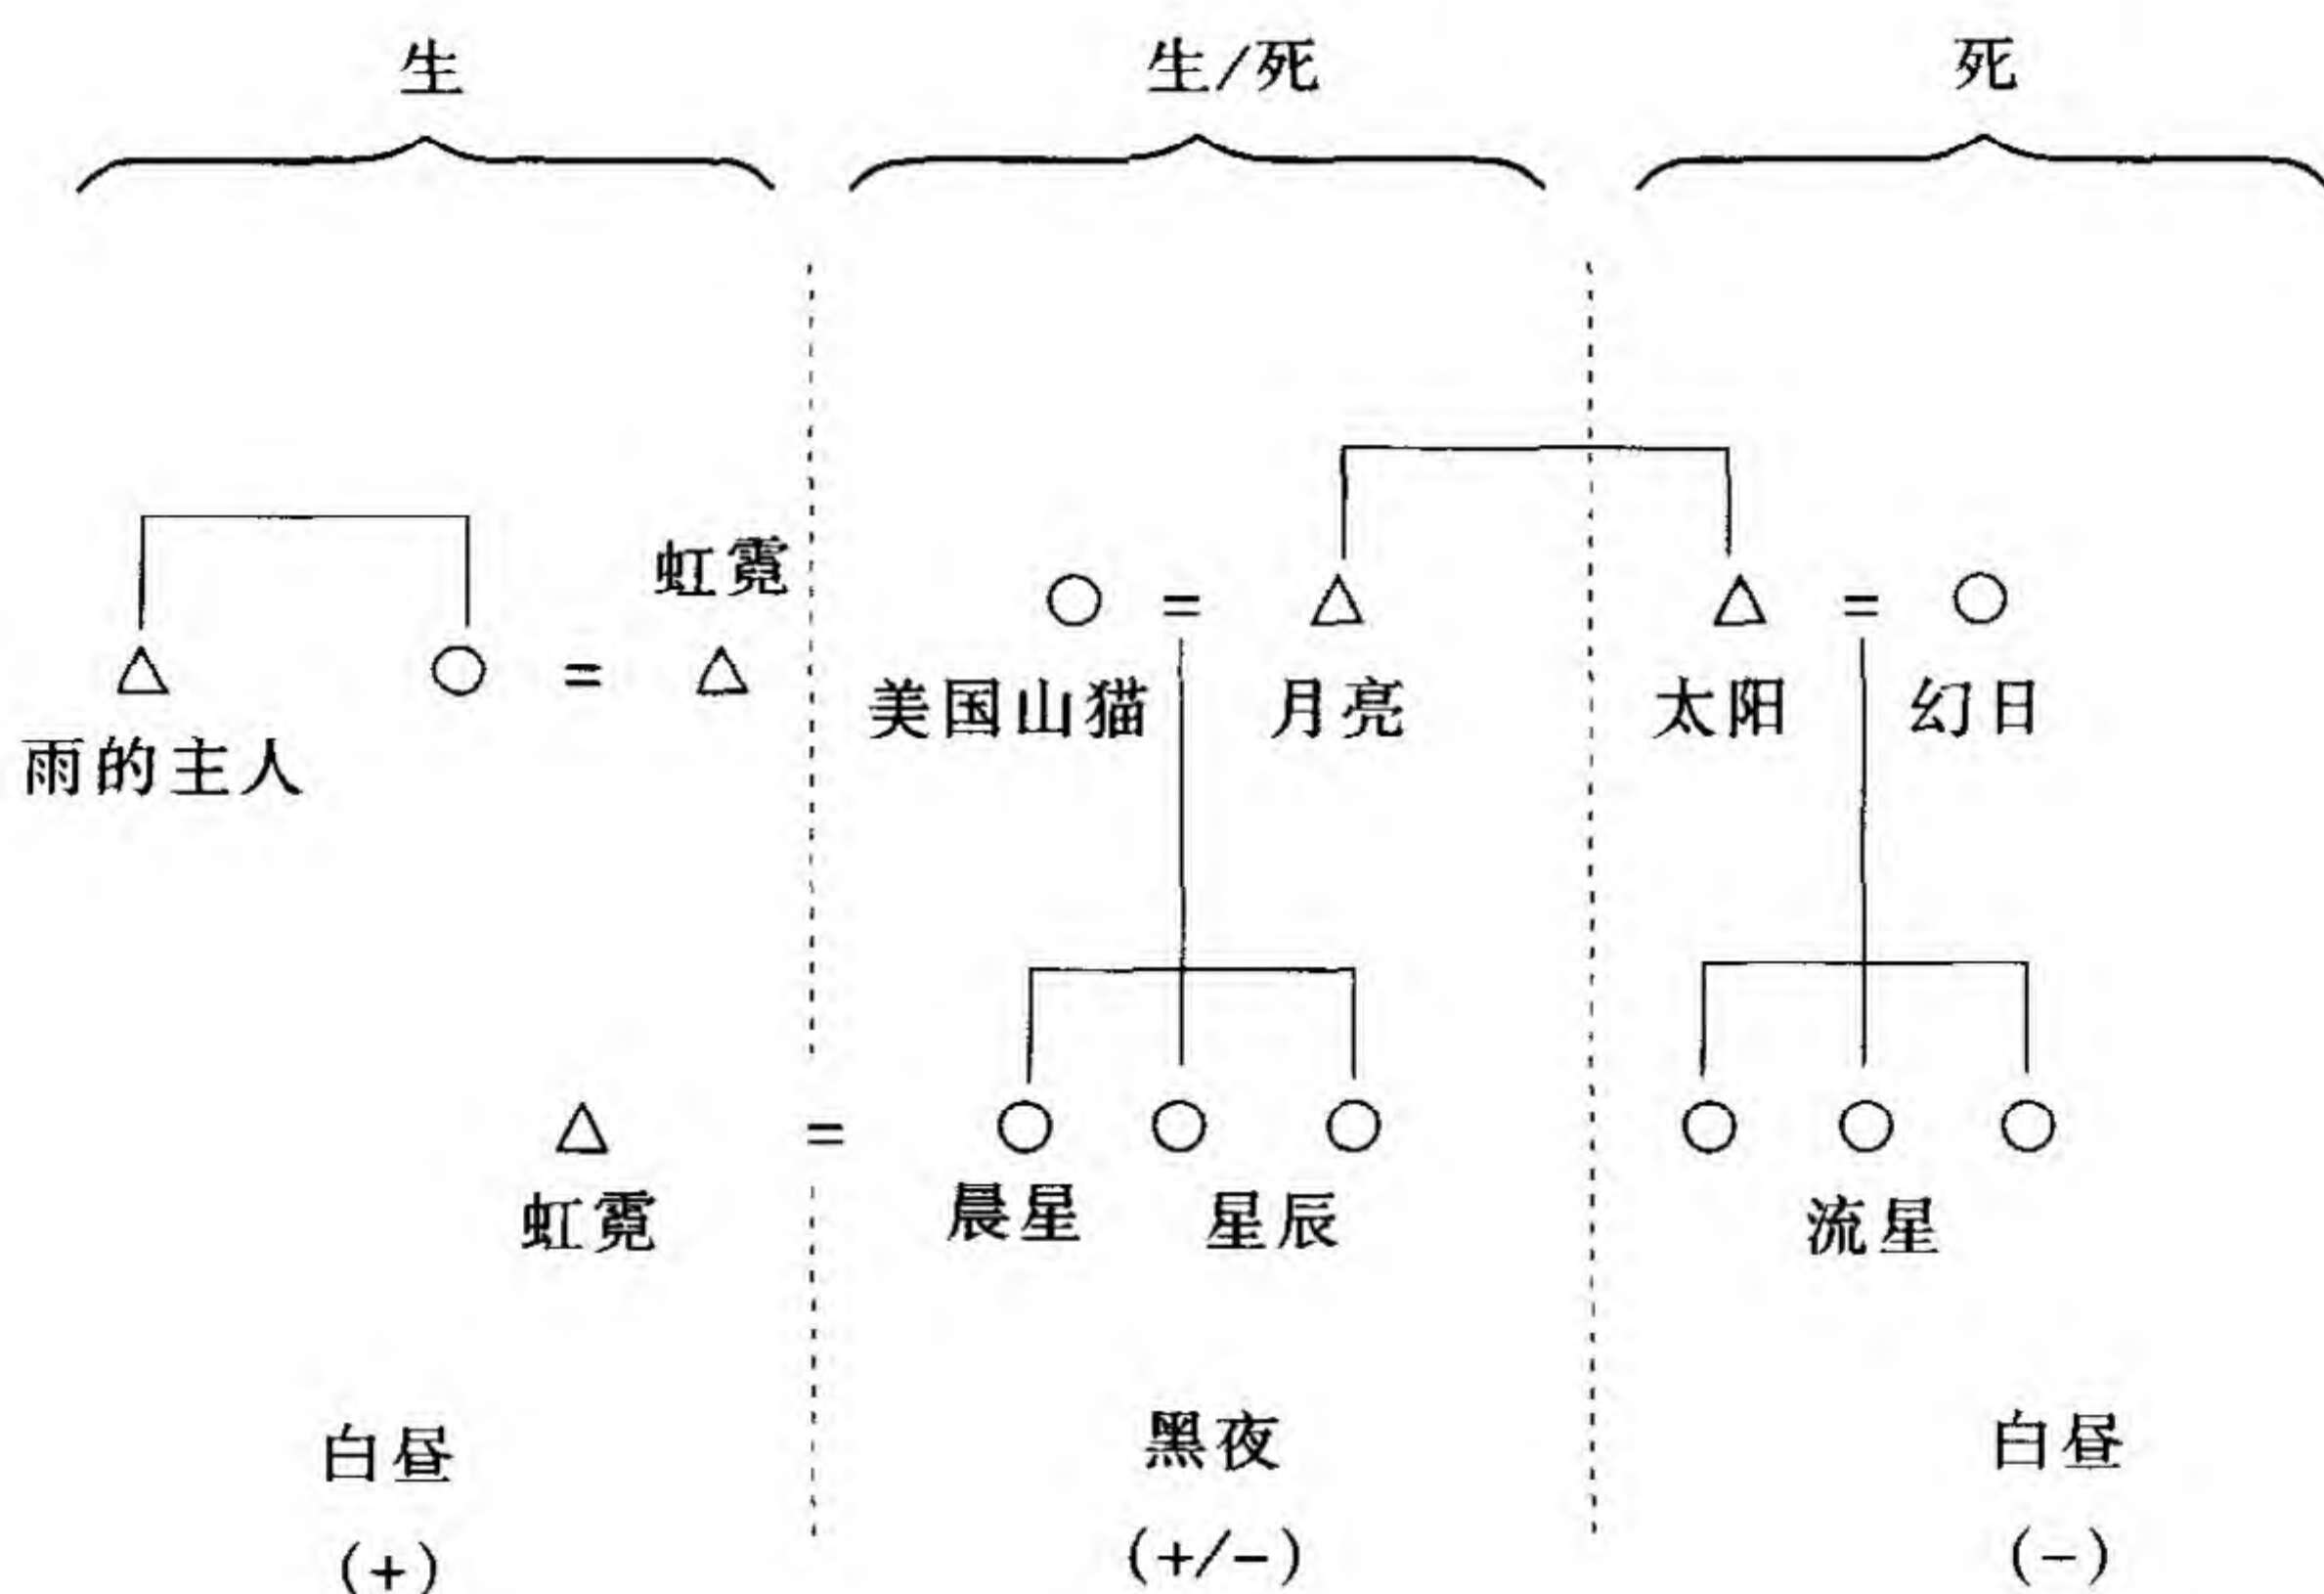 生 生/死 死
虹霓
= = =
美国山猫 月亮 太阳 幻日
雨的主人
=
虹霓 晨星 星辰 流星
白昼 黑夜 白昼
(+) (+/-) (-)